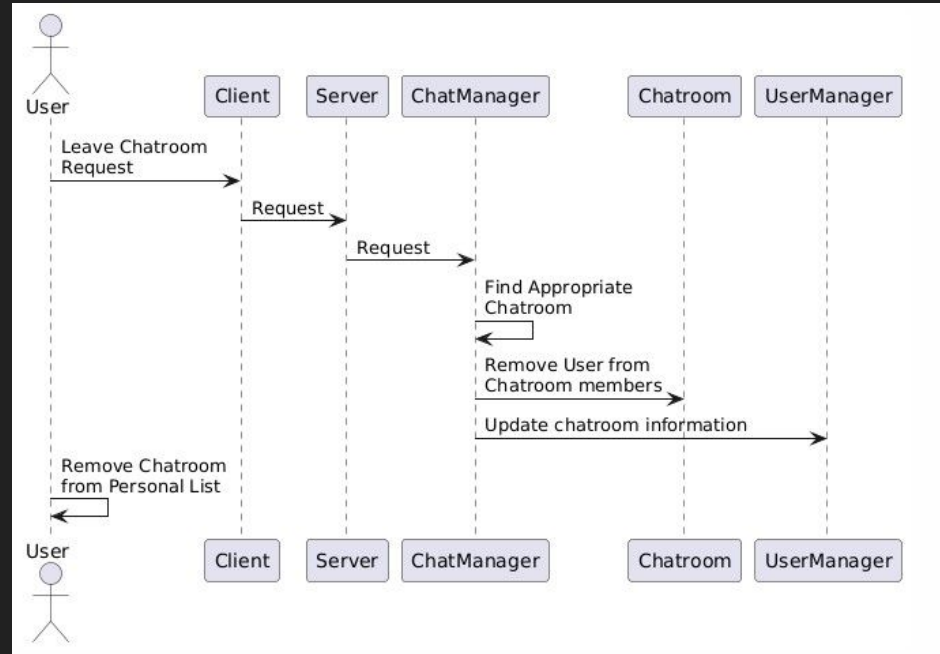 User
Client
Server
ChatManager
Chatroom
UserManager
Leave Chatroom
Request
Request
Request
Find Appropriate
Chatroom
Remove User from
Chatroom members
Update chatroom information
Remove Chatroom
from Personal List
User
Client
Server
ChatManager
Chatroom
UserManager